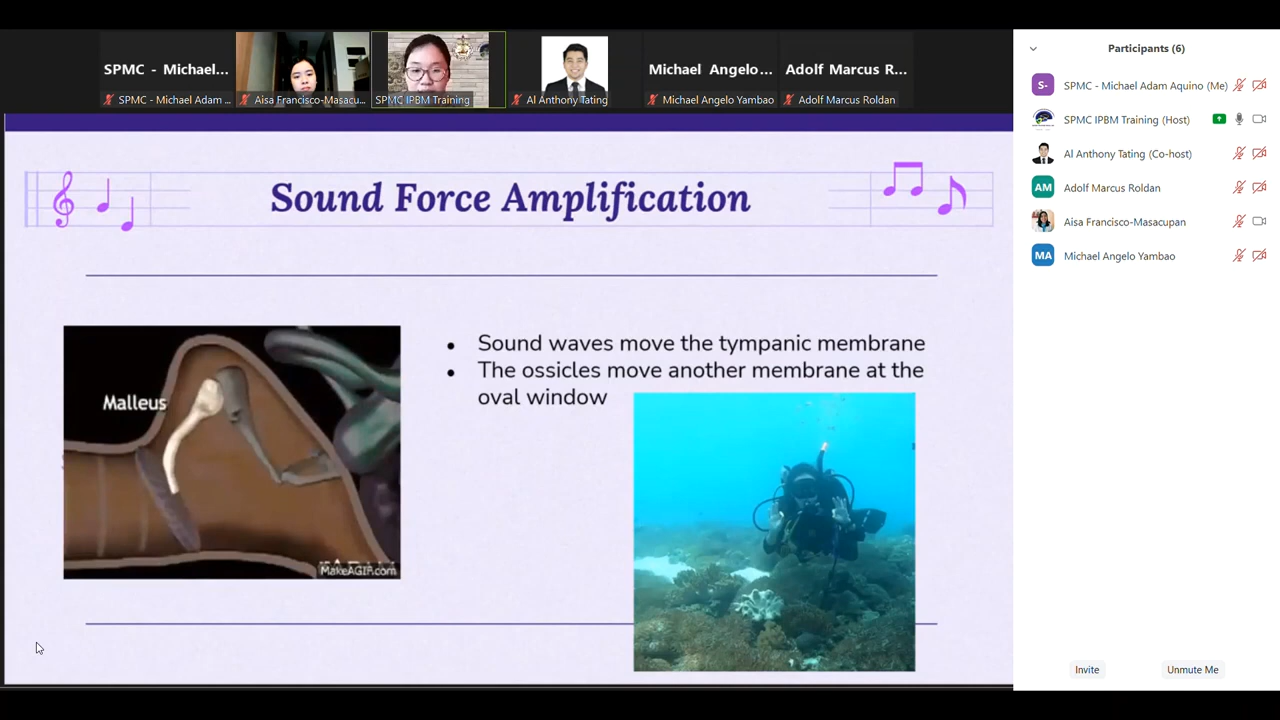 SPMC - Michael...
Michael Angelo...
Adolf Marcus R...
SPMC - Michael Adam ...
Aisa Francisco-Masacu...
SPMC IPBM Training
Al Anthony Tating
Michael Angelo Yambao
Adolf Marcus Roldan
Sound Force Amplification
Malleus
MakeAGIF.com
• Sound waves move the tympanic membrane
• The ossicles move another membrane at the
oval window
Participants (6)
S-
SPMC - Michael Adam Aquino (Me)
SPMC IPBM Training (Host)
Al Anthony Tating (Co-host)
AM
Adolf Marcus Roldan
Aisa Francisco-Masacupan
MA
Michael Angelo Yambao
Invite
Unmute Me